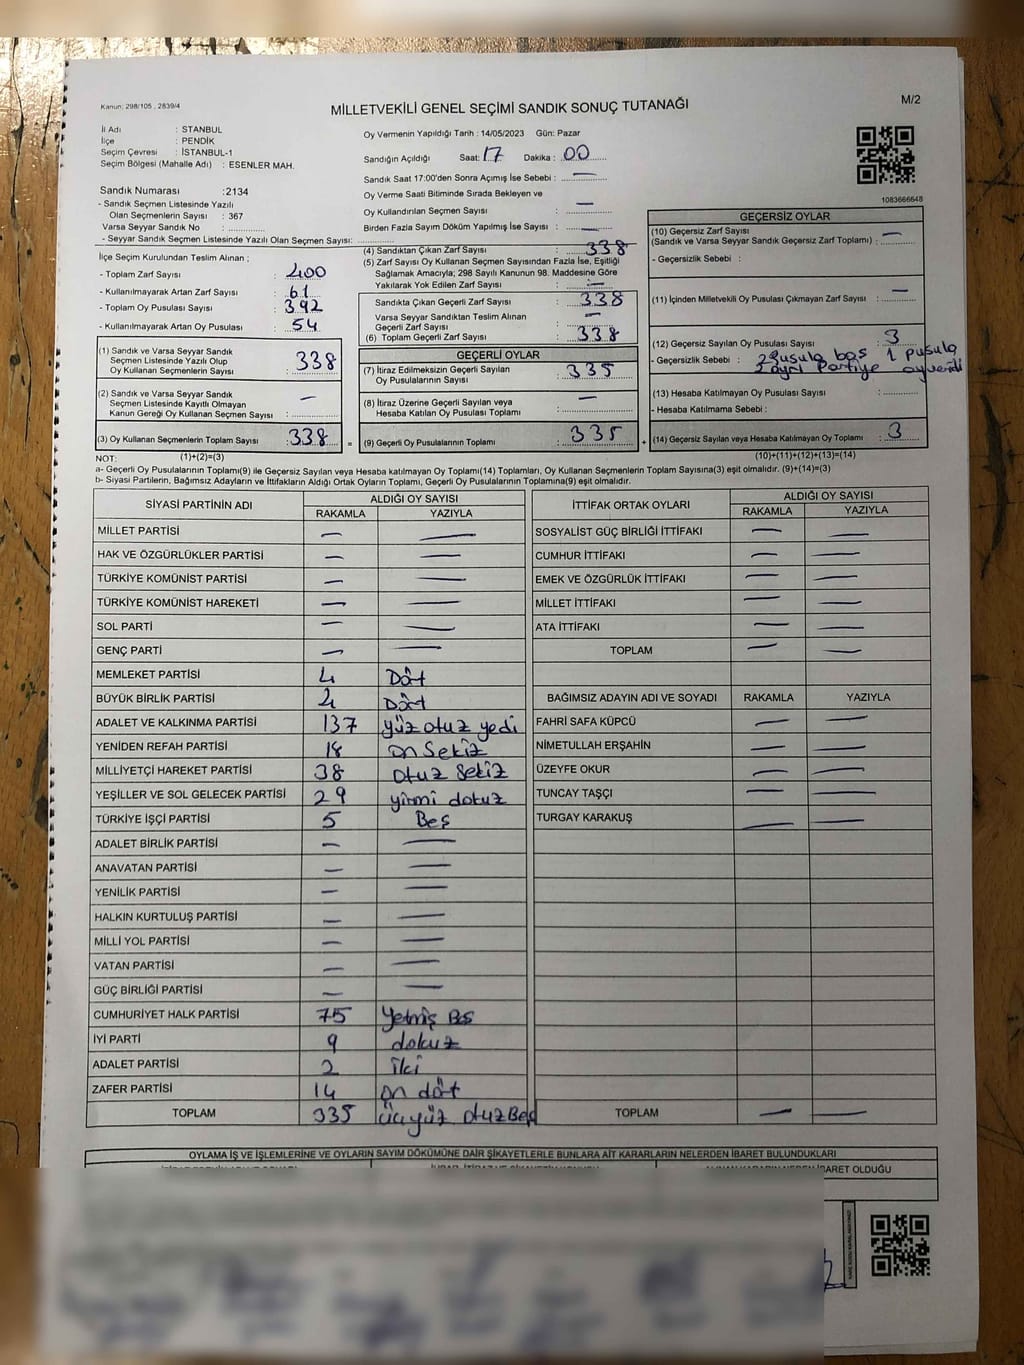 Kanun: 298/105 , 2839/4
MİLLETVEKİLİ GENEL SEÇİMİ SANDIK SONUÇ TUTANAĞI
M/2
İl Adı : STANBUL
İlçe : PENDİK
Seçim Çevresi : İSTANBUL-1
Seçim Bölgesi (Mahalle Adı) : ESENLER MAH.
Sandık Numarası :2134
- Sandık Seçmen Listesinde Yazılı
Olan Seçmenlerin Sayısı : 367
Varsa Seyyar Sandık No :
- Seyyar Sandık Seçmen Listesinde Yazılı Olan Seçmen Sayısı:
Oy Vermenin Yapıldığı Tarih : 14/05/2023 Gün: Pazar
Sandığın Açıldığı Saat: 17 Dakika : 00
Sandık Saat 17:00'den Sonra Açımış İse Sebebi : —
Oy Verme Saati Bitiminde Sırada Bekleyen ve
Oy Kullandırılan Seçmen Sayısı : —
Birden Fazla Sayım Döküm Yapılmış İse Sayısı : —
1083666648
İlçe Seçim Kurulundan Teslim Alınan ;
- Toplam Zarf Sayısı : 400
- Kullanılmayarak Artan Zarf Sayısı : 61
- Toplam Oy Pusulası Sayısı : 392
- Kullanılmayarak Artan Oy Pusulası : 54
(1) Sandık ve Varsa Seyyar Sandık
Seçmen Listesinde Yazılı Olup
Oy Kullanan Seçmenlerin Sayısı : 338
(2) Sandık ve Varsa Seyyar Sandık
Seçmen Listesinde Kayıtlı Olmayan
Kanun Gereği Oy Kullanan Seçmen Sayısı : —
(3) Oy Kullanan Seçmenlerin Toplam Sayısı : 338 =
(4) Sandıktan Çıkan Zarf Sayısı : 338
(5) Zarf Sayısı Oy Kullanan Seçmen Sayısından Fazla İse, Eşitliği
Sağlamak Amacıyla; 298 Sayılı Kanunun 98. Maddesine Göre
Yakılarak Yok Edilen Zarf Sayısı : —
Sandıkta Çıkan Geçerli Zarf Sayısı : 338
Varsa Seyyar Sandıktan Teslim Alınan
Geçerli Zarf Sayısı : —
(6) Toplam Geçerli Zarf Sayısı : 338
GEÇERLİ OYLAR
(7) İtiraz Edilmeksizin Geçerli Sayılan
Oy Pusulalarının Sayısı : 335
(8) İtiraz Üzerine Geçerli Sayılan veya
Hesaba Katılan Oy Pusulası Toplamı : —
(9) Geçerli Oy Pusulalarının Toplamı : 335 +
GEÇERSİZ OYLAR
(10) Geçersiz Zarf Sayısı
(Sandık ve Varsa Seyyar Sandık Geçersiz Zarf Toplamı) : —
- Geçersizlik Sebebi :
(11) İçinden Milletvekili Oy Pusulası Çıkmayan Zarf Sayısı : —
(12) Geçersiz Sayılan Oy Pusulası Sayısı : 3
- Geçersizlik Sebebi : 2 Pusula boş 1 pusula
2 ayrı Partiye oyverdi
(13) Hesaba Katılmayan Oy Pusulası Sayısı :
- Hesaba Katılmama Sebebi :
(14) Geçersiz Sayılan veya Hesaba Katılmayan Oy Toplamı : 3
NOT: (1)+(2)=(3)
(10)+(11)+(12)+(13)=(14)
a- Geçerli Oy Pusulalarının Toplamı(9) ile Geçersiz Sayılan veya Hesaba Katılmayan Oy Toplamı(14) Toplamları, Oy Kullanan Seçmenlerin Toplam Sayısına(3) eşit olmalıdır. (9)+(14)=(3)
b- Siyasi Partilerin, Bağımsız Adayların ve İttifakların Aldığı Ortak Oyların Toplamı, Geçerli Oy Pusulalarının Toplamına(9) eşit olmalıdır.
SİYASİ PARTİNİN ADI ALDIĞI OY SAYISI
RAKAMLA YAZIYLA
MİLLET PARTİSİ — —
HAK VE ÖZGÜRLÜKLER PARTİSİ — —
TÜRKİYE KOMÜNİST PARTİSİ — —
TÜRKİYE KOMÜNİST HAREKETİ — —
SOL PARTİ — —
GENÇ PARTİ — —
MEMLEKET PARTİSİ 4 Dört
BÜYÜK BİRLİK PARTİSİ 4 Dört
ADALET VE KALKINMA PARTİSİ 137 yüz otuz yedi
YENİDEN REFAH PARTİSİ 18 on Sekiz
MİLLİYETÇİ HAREKET PARTİSİ 38 otuz Sekiz
YEŞİLLER VE SOL GELECEK PARTİSİ 29 yirmi dokuz
TÜRKİYE İŞÇİ PARTİSİ 5 Beş
ADALET BİRLİK PARTİSİ — —
ANAVATAN PARTİSİ — —
YENİLİK PARTİSİ — —
HALKIN KURTULUŞ PARTİSİ — —
MİLLİ YOL PARTİSİ — —
VATAN PARTİSİ — —
GÜÇ BİRLİĞİ PARTİSİ — —
CUMHURİYET HALK PARTİSİ 75 Yetmiş Beş
İYİ PARTİ 9 dokuz
ADALET PARTİSİ 2 iki
ZAFER PARTİSİ 14 on dört
TOPLAM 335 üçyüz otuzBeş
İTTİFAK ORTAK OYLARI ALDIĞI OY SAYISI
RAKAMLA YAZIYLA
SOSYALİST GÜÇ BİRLİĞİ İTTİFAKI — —
CUMHUR İTTİFAKI — —
EMEK VE ÖZGÜRLÜK İTTİFAKI — —
MİLLET İTTİFAKI — —
ATA İTTİFAKI — —
TOPLAM — —
BAĞIMSIZ ADAYIN ADI VE SOYADI RAKAMLA YAZIYLA
FAHRİ SAFA KÜPCÜ — —
NİMETULLAH ERŞAHİN — —
ÜZEYFE OKUR — —
TUNCAY TAŞÇI — —
TURGAY KARAKUŞ — —
TOPLAM — —
OYLAMA İŞ VE İŞLEMLERİNE VE OYLARIN SAYIM DÖKÜMÜNE DAİR ŞİKAYETLERLE BUNLARA AİT KARARLARIN NELERDEN İBARET BULUNDUKLARI
İBARET OLDUĞU